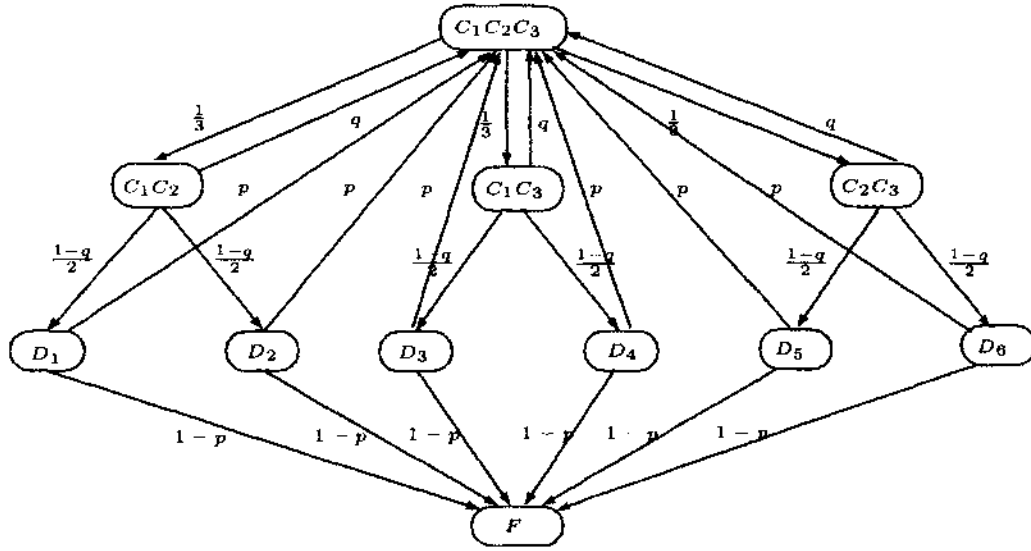 C₁C₂C₃
1/3
q
1/3
q
1/3
q
C₁C₂
p
p
p
C₁C₃
p
p
p
C₂C₃
1-q/2
1-q/2
1-q/2
1-q/2
1-q/2
1-q/2
D₁
D₂
D₃
D₄
D₅
D₆
1 - p
1 - p
1 - p
1 - p
1 - p
1 - p
F